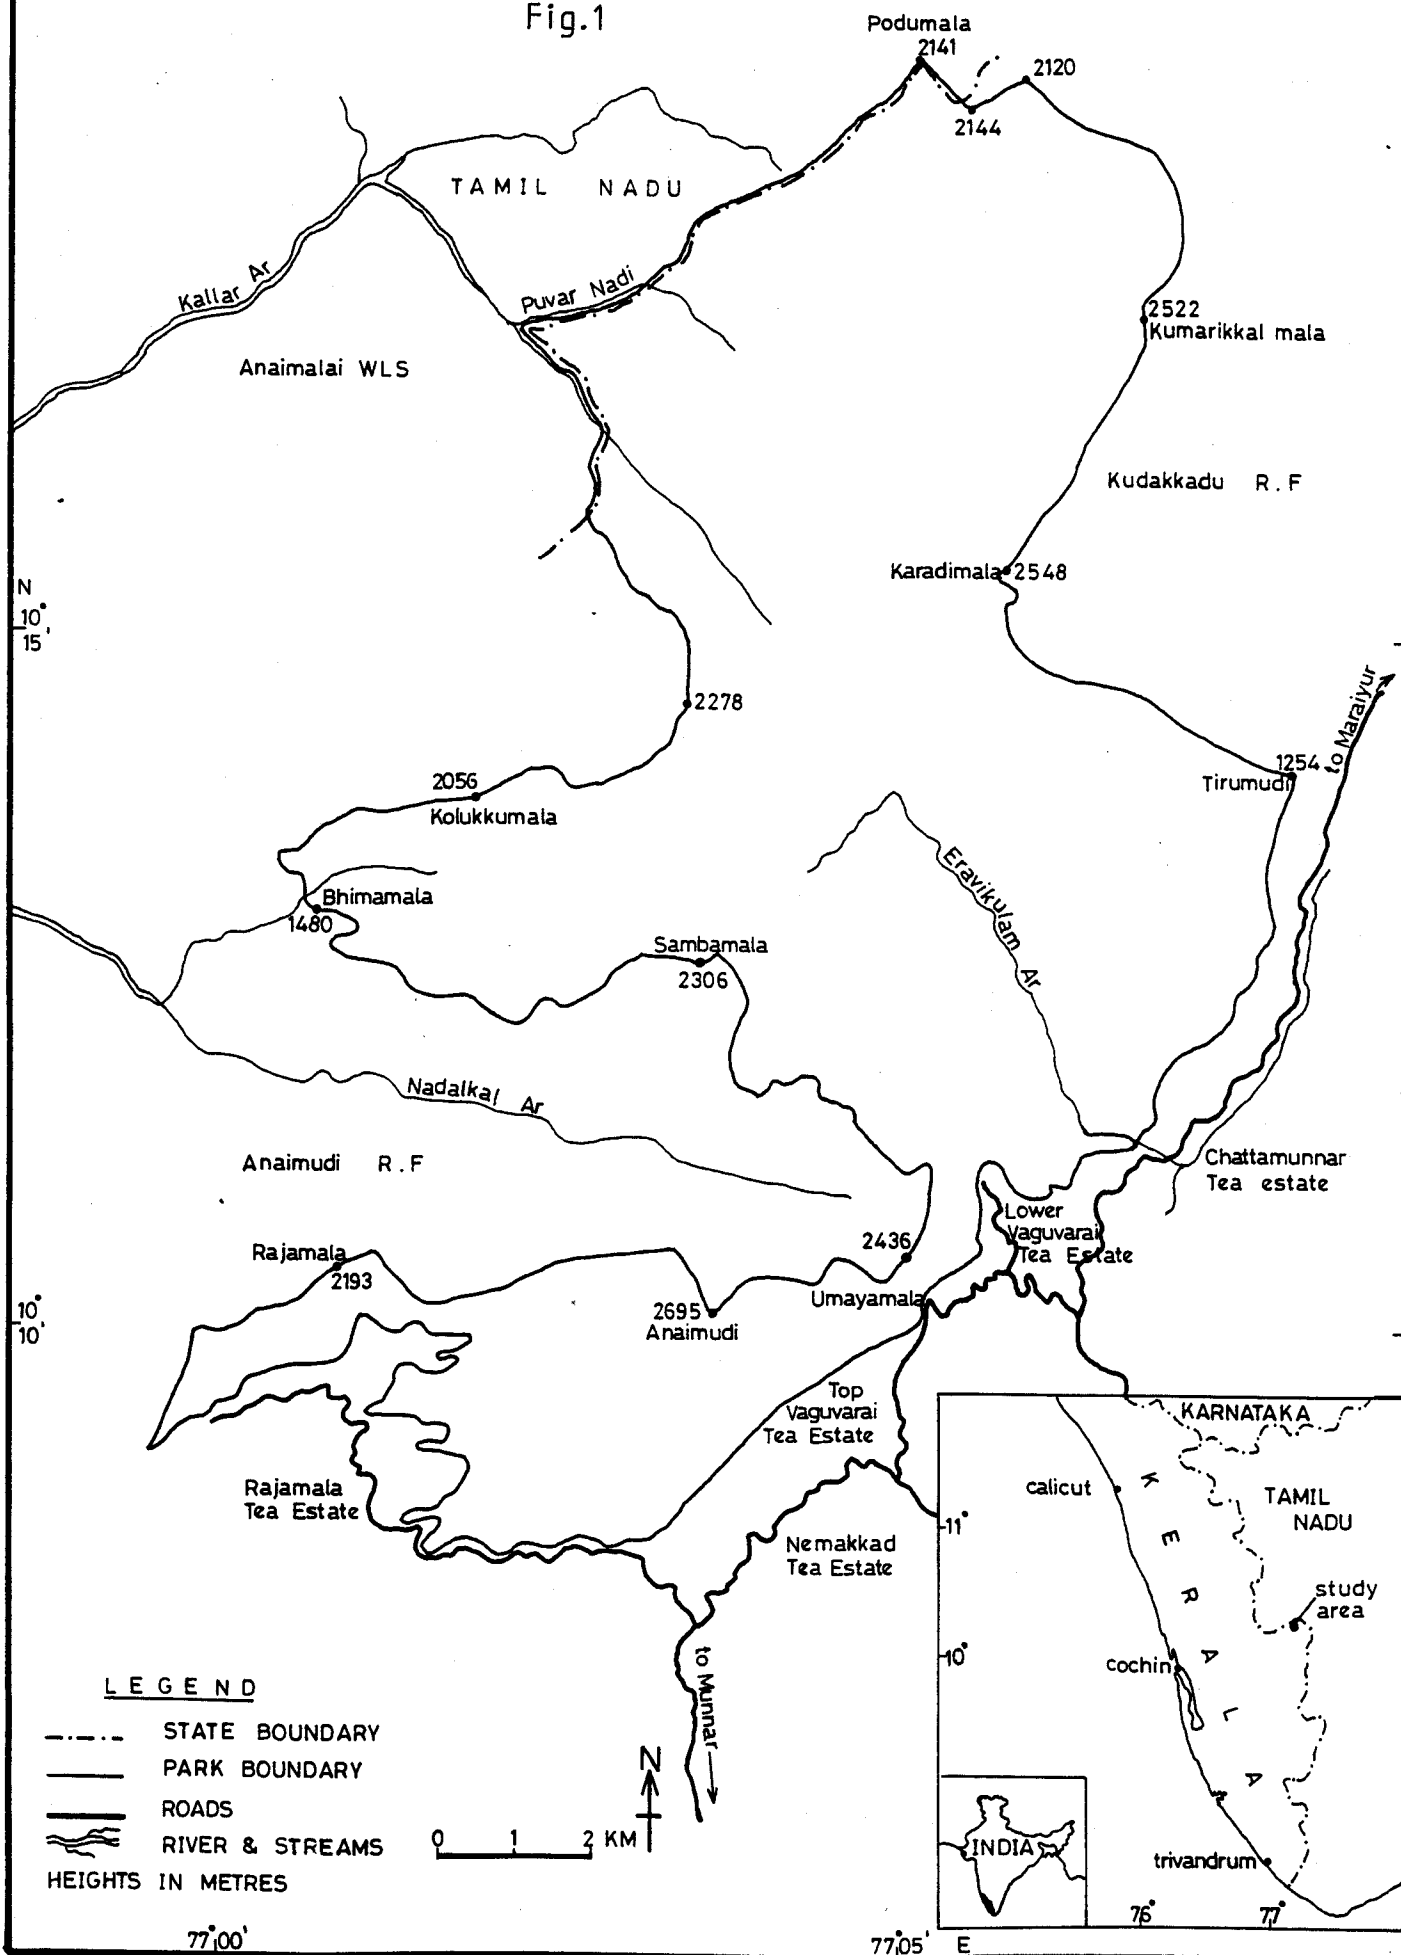 Fig.1
Podumala
2141
2120
2144
TAMIL NADU
Kallar Ar
Puvar Nadi
2522
Kumarikkal mala
Anaimalai WLS
Kudakkadu R.F
Karadimala 2548
N
10°
15'
2278
to Maraiyur
1254
Tirumudi
2056
Kolukkumala
Eravikulam Ar
Bhimamala
1480
Sambamala
2306
Nadalkal Ar
Anaimudi R.F
Chattamunnar
Tea estate
Lower
Vaguvarai
Tea Estate
2436
Rajamala
2193
Umayamala
10°
10'
2695
Anaimudi
Top
Vaguvarai
Tea Estate
Rajamala
Tea Estate
Nemakkad
Tea Estate
to Munnar
KARNATAKA
calicut
TAMIL
NADU
11°
KERALA
study
area
10°
cochin
trivandrum
INDIA
76° 77°
LEGEND
STATE BOUNDARY
PARK BOUNDARY
ROADS
RIVER & STREAMS
HEIGHTS IN METRES
0 1 2 KM
N
77°00'
77°05' E